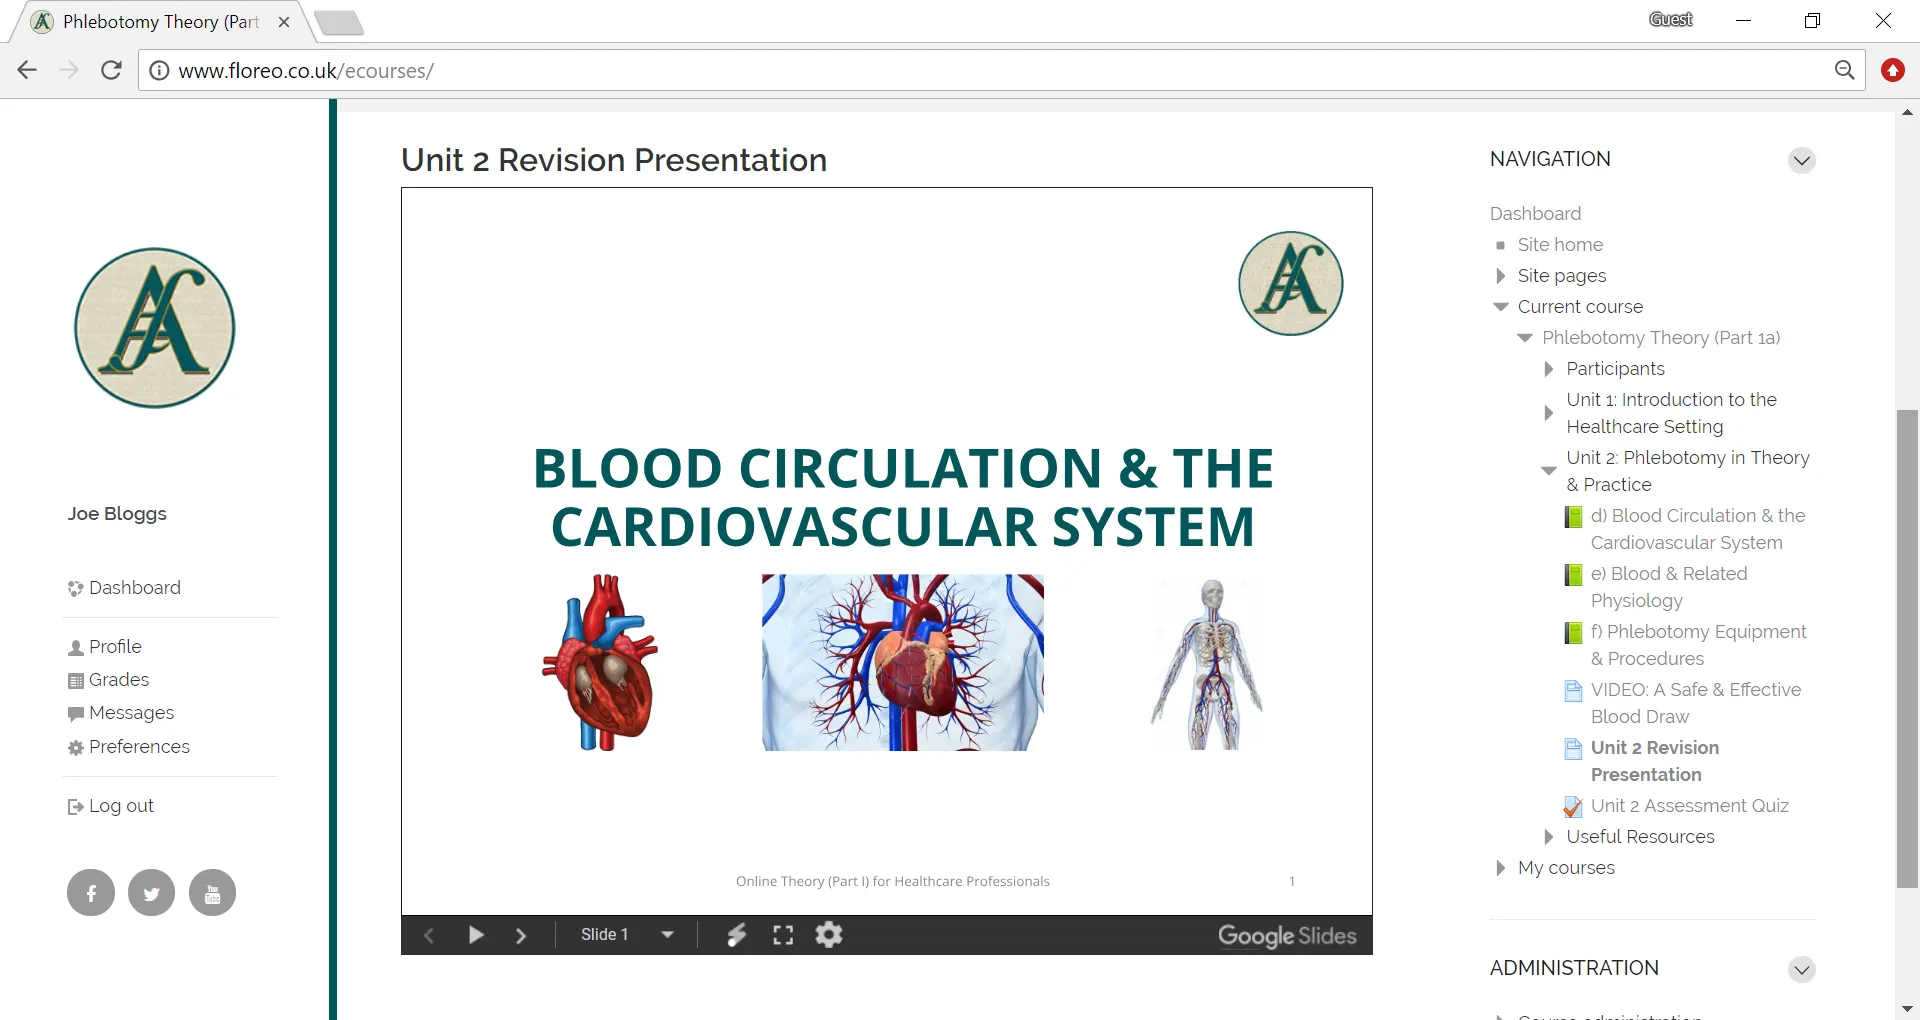 Phlebotomy Theory (Part
Guest
www.floreo.co.uk/ecourses/
Joe Bloggs
Dashboard
Profile
Grades
Messages
Preferences
Log out
Unit 2 Revision Presentation
BLOOD CIRCULATION & THE
CARDIOVASCULAR SYSTEM
Online Theory (Part I) for Healthcare Professionals
1
Slide 1
Google Slides
NAVIGATION
Dashboard
Site home
Site pages
Current course
Phlebotomy Theory (Part 1a)
Participants
Unit 1: Introduction to the
Healthcare Setting
Unit 2: Phlebotomy in Theory
& Practice
d) Blood Circulation & the
Cardiovascular System
e) Blood & Related
Physiology
f) Phlebotomy Equipment
& Procedures
VIDEO: A Safe & Effective
Blood Draw
Unit 2 Revision
Presentation
Unit 2 Assessment Quiz
Useful Resources
My courses
ADMINISTRATION